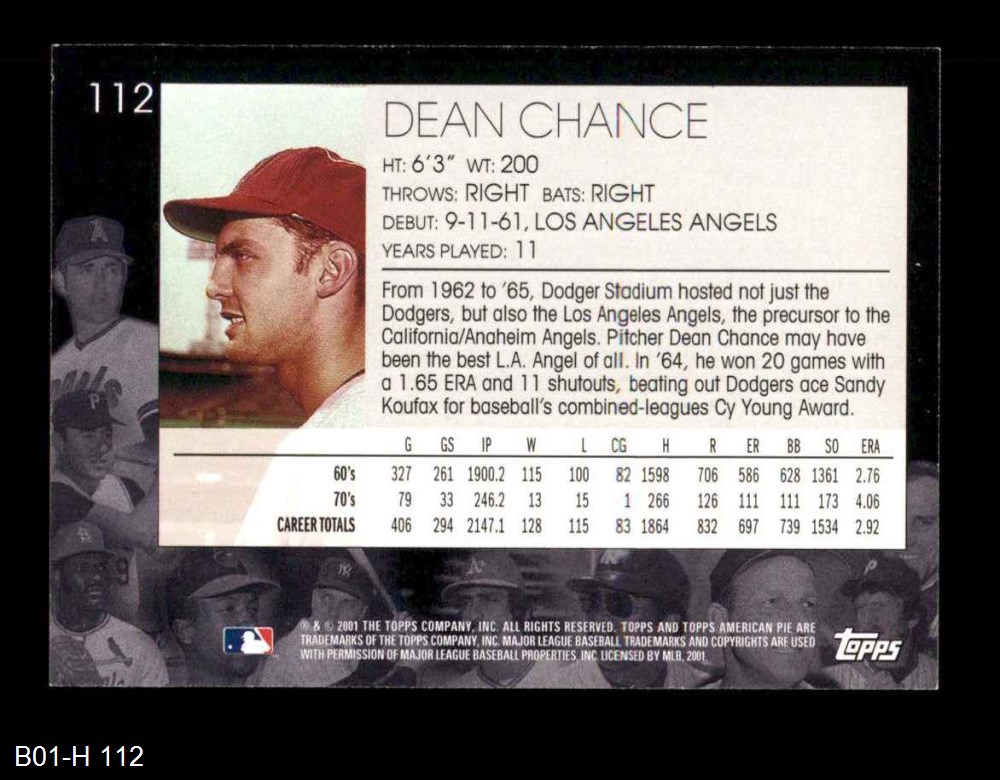 112
DEAN CHANCE
HT: 6'3" WT: 200
THROWS: RIGHT BATS: RIGHT
DEBUT: 9-11-61, LOS ANGELES ANGELS
YEARS PLAYED: 11
From 1962 to '65, Dodger Stadium hosted not just the
Dodgers, but also the Los Angeles Angels, the precursor to the
California/Anaheim Angels. Pitcher Dean Chance may have
been the best L.A. Angel of all. In '64, he won 20 games with
a 1.65 ERA and 11 shutouts, beating out Dodgers ace Sandy
Koufax for baseball's combined-leagues Cy Young Award.
G GS IP W L CG H R ER BB SO ERA
60's 327 261 1900.2 115 100 82 1598 706 586 628 1361 2.76
70's 79 33 246.2 13 15 1 266 126 111 111 173 4.06
CAREER TOTALS 406 294 2147.1 128 115 83 1864 832 697 739 1534 2.92
® & © 2001 THE TOPPS COMPANY, INC. ALL RIGHTS RESERVED. TOPPS AND TOPPS AMERICAN PIE ARE
TRADEMARKS OF THE TOPPS COMPANY, INC. MAJOR LEAGUE BASEBALL TRADEMARKS AND COPYRIGHTS ARE USED
WITH PERMISSION OF MAJOR LEAGUE BASEBALL PROPERTIES, INC. LICENSED BY MLB, 2001.
Topps
B01-H 112